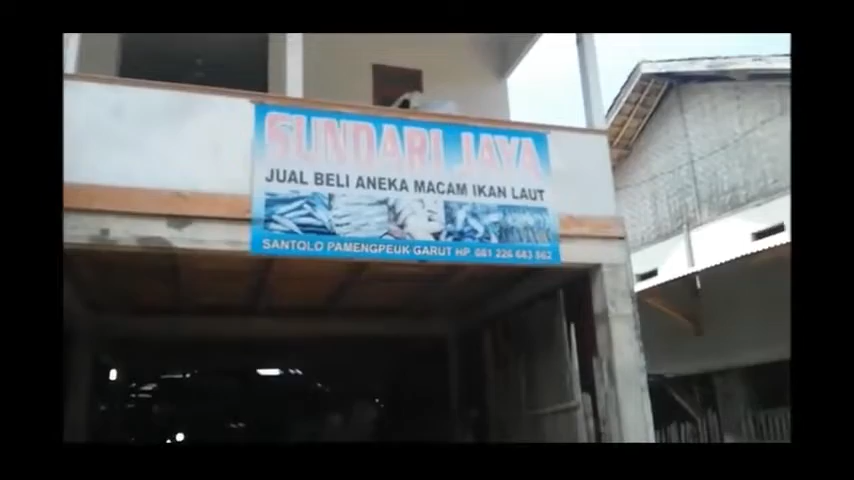 SUNDARI JAYA
JUAL BELI ANEKA MACAM IKAN LAUT
SANTOLO PAMENGPEUK GARUT HP. 081 226 683 862